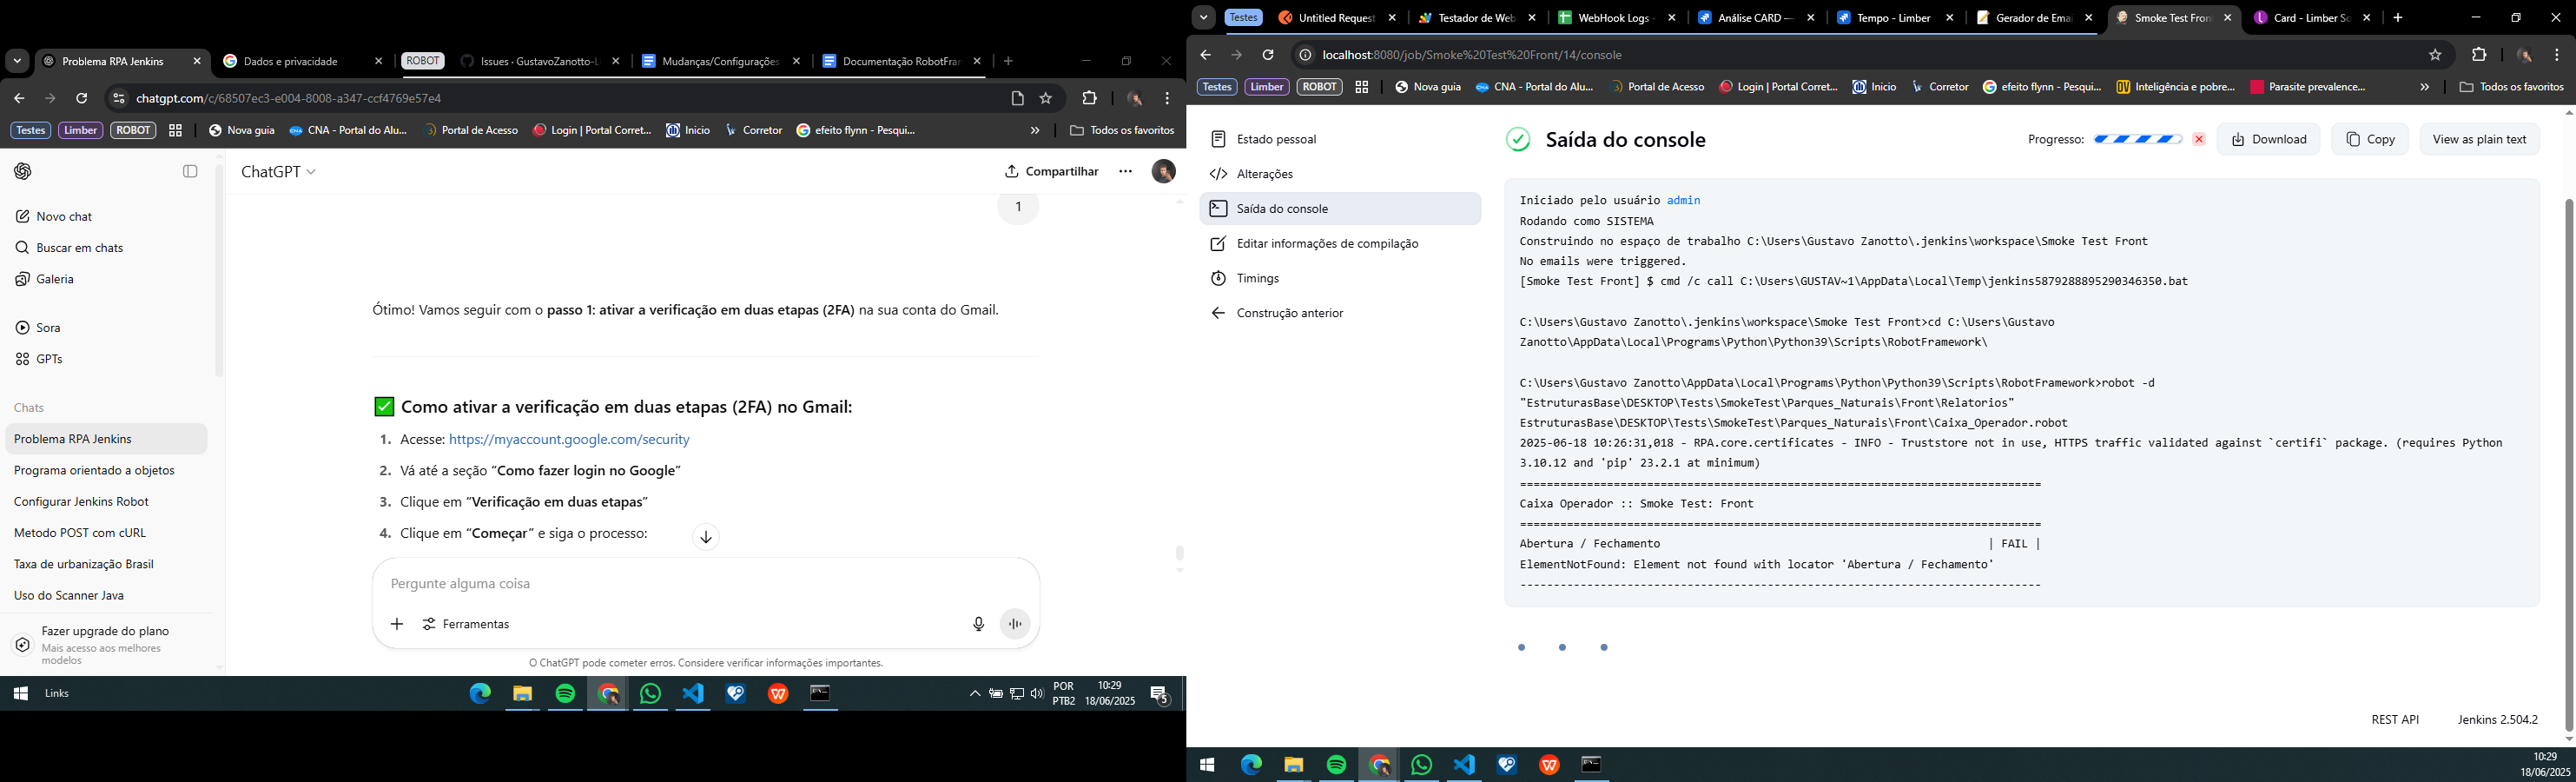 Problema RPA Jenkins
Dados e privacidade
ROBOT
Issues · GustavoZanotto-L
Mudanças/Configurações
Documentação RobotFram
chatgpt.com/c/68507ec3-e004-8008-a347-ccf4769e57e4
Testes
Limber
ROBOT
Nova guia
CNA - Portal do Alu...
Portal de Acesso
Login | Portal Corret...
Inicio
Corretor
efeito flynn - Pesqui...
Todos os favoritos
ChatGPT
Compartilhar
Novo chat
Buscar em chats
Galeria
Sora
GPTs
Chats
Problema RPA Jenkins
Programa orientado a objetos
Configurar Jenkins Robot
Metodo POST com cURL
Taxa de urbanização Brasil
Uso do Scanner Java
Fazer upgrade do plano
Mais acesso aos melhores
modelos
1
Ótimo! Vamos seguir com o passo 1: ativar a verificação em duas etapas (2FA) na sua conta do Gmail.
✅ Como ativar a verificação em duas etapas (2FA) no Gmail:
1. Acesse: https://myaccount.google.com/security
2. Vá até a seção “Como fazer login no Google”
3. Clique em “Verificação em duas etapas”
4. Clique em “Começar” e siga o processo:
Pergunte alguma coisa
Ferramentas
O ChatGPT pode cometer erros. Considere verificar informações importantes.
Links
POR
PTB2
10:29
18/06/2025
5
Testes
Untitled Request
Testador de Web
WebHook Logs -
Análise CARD —
Tempo - Limber
Gerador de Emai
Smoke Test Fron
Card - Limber So
localhost:8080/job/Smoke%20Test%20Front/14/console
Testes
Limber
ROBOT
Nova guia
CNA - Portal do Alu...
Portal de Acesso
Login | Portal Corret...
Inicio
Corretor
efeito flynn - Pesqui...
Inteligência e pobre...
Parasite prevalence...
Todos os favoritos
Estado pessoal
Alterações
Saída do console
Editar informações de compilação
Timings
Construção anterior
Saída do console
Progresso:
Download
Copy
View as plain text
Iniciado pelo usuário admin
Rodando como SISTEMA
Construindo no espaço de trabalho C:\Users\Gustavo Zanotto\.jenkins\workspace\Smoke Test Front
No emails were triggered.
[Smoke Test Front] $ cmd /c call C:\Users\GUSTAV~1\AppData\Local\Temp\jenkins5879288895290346350.bat
C:\Users\Gustavo Zanotto\.jenkins\workspace\Smoke Test Front>cd C:\Users\Gustavo
Zanotto\AppData\Local\Programs\Python\Python39\Scripts\RobotFramework\
C:\Users\Gustavo Zanotto\AppData\Local\Programs\Python\Python39\Scripts\RobotFramework>robot -d
"EstruturasBase\DESKTOP\Tests\SmokeTest\Parques_Naturais\Front\Relatorios"
EstruturasBase\DESKTOP\Tests\SmokeTest\Parques_Naturais\Front\Caixa_Operador.robot
2025-06-18 10:26:31,018 - RPA.core.certificates - INFO - Truststore not in use, HTTPS traffic validated against `certifi` package. (requires Python
3.10.12 and 'pip' 23.2.1 at minimum)
==============================================================================
Caixa Operador :: Smoke Test: Front
==============================================================================
Abertura / Fechamento | FAIL |
ElementNotFound: Element not found with locator 'Abertura / Fechamento'
------------------------------------------------------------------------------
REST API
Jenkins 2.504.2
10:29
18/06/2025